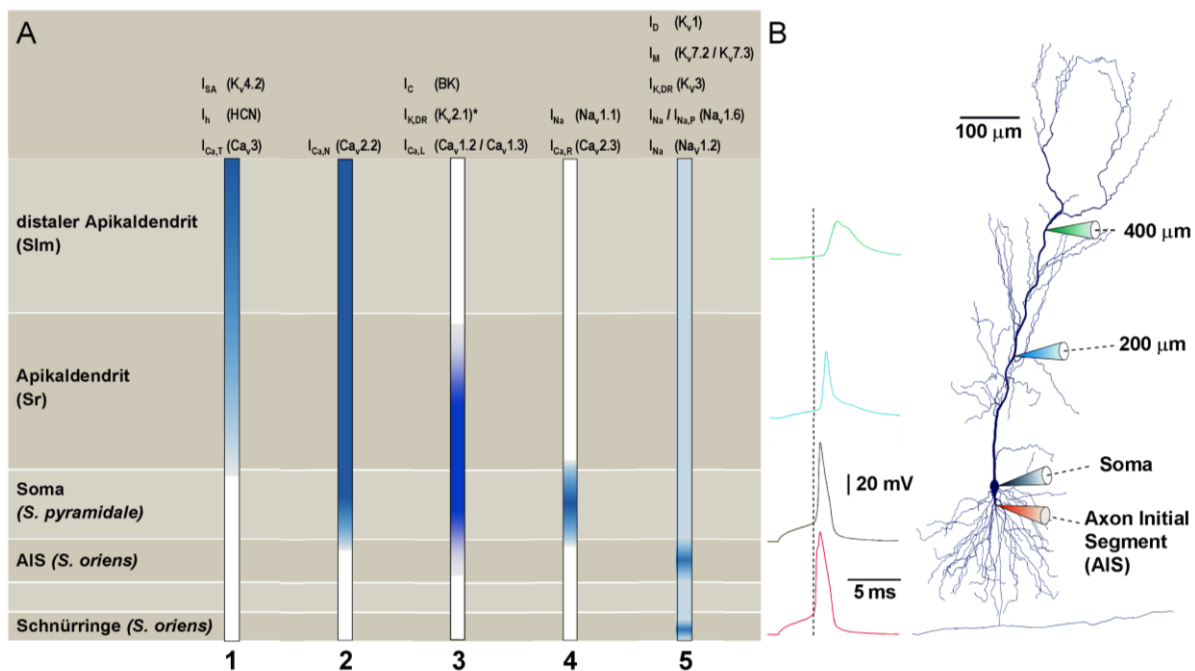 A
I_SA (K_v4.2)
I_h (HCN)
I_Ca,T (Ca_v3)
I_Ca,N (Ca_v2.2)
I_C (BK)
I_K,DR (K_v2.1)*
I_Ca,L (Ca_v1.2 / Ca_v1.3)
I_Na (Na_v1.1)
I_Ca,R (Ca_v2.3)
I_D (K_v1)
I_M (K_v7.2 / K_v7.3)
I_K,DR (K_v3)
I_Na / I_Na,P (Na_v1.6)
I_Na (Na_v1.2)
distaler Apikaldendrit
(Slm)
Apikaldendrit
(Sr)
Soma
(S. pyramidale)
AIS (S. oriens)
Schnürringe (S. oriens)
1 2 3 4 5
B
100 µm
400 µm
200 µm
Soma
20 mV
Axon Initial
Segment
(AIS)
5 ms